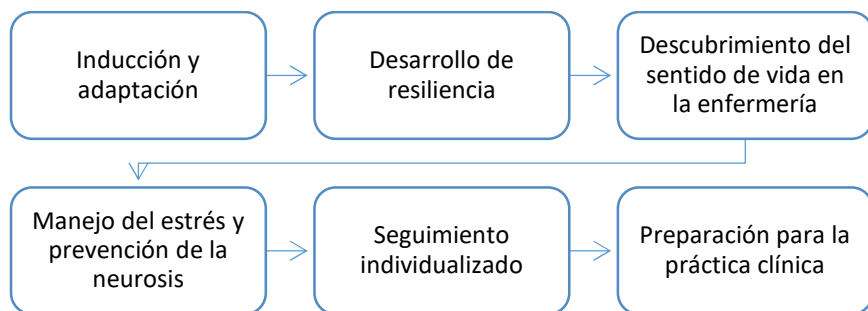 Inducción y
adaptación
Desarrollo de
resiliencia
Descubrimiento del
sentido de vida en
la enfermería
Manejo del estrés y
prevención de la
neurosis
Seguimiento
individualizado
Preparación para la
práctica clínica